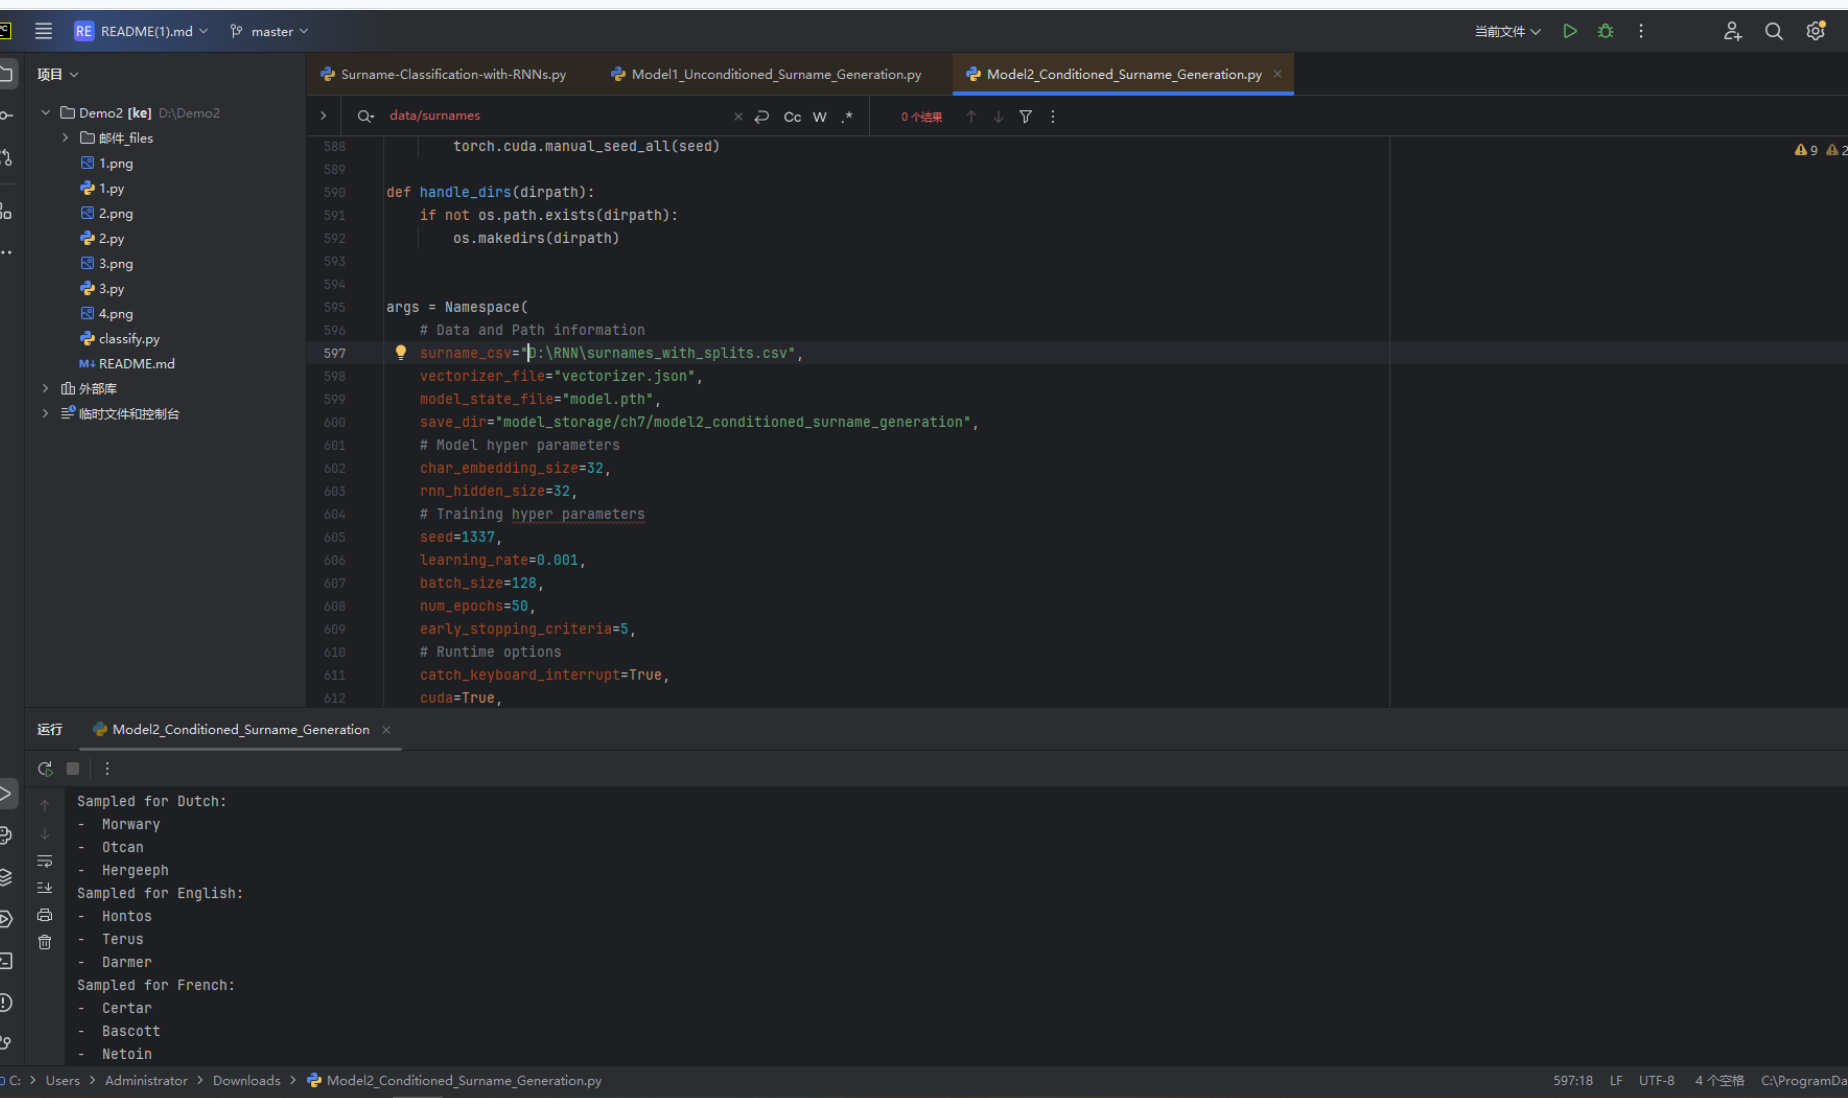 RE README(1).md master 当前文件
项目
Surname-Classification-with-RNNs.py Model1_Unconditioned_Surname_Generation.py Model2_Conditioned_Surname_Generation.py
Demo2 [ke] D:\Demo2
邮件_files
1.png
1.py
2.png
2.py
3.png
3.py
4.png
classify.py
M↓ README.md
外部库
临时文件和控制台
data/surnames Cc W .* 0 个结果
9 2
588 torch.cuda.manual_seed_all(seed)
589
590 def handle_dirs(dirpath):
591 if not os.path.exists(dirpath):
592 os.makedirs(dirpath)
593
594
595 args = Namespace(
596 # Data and Path information
597 surname_csv="D:\RNN\surnames_with_splits.csv",
598 vectorizer_file="vectorizer.json",
599 model_state_file="model.pth",
600 save_dir="model_storage/ch7/model2_conditioned_surname_generation",
601 # Model hyper parameters
602 char_embedding_size=32,
603 rnn_hidden_size=32,
604 # Training hyper parameters
605 seed=1337,
606 learning_rate=0.001,
607 batch_size=128,
608 num_epochs=50,
609 early_stopping_criteria=5,
610 # Runtime options
611 catch_keyboard_interrupt=True,
612 cuda=True,
运行 Model2_Conditioned_Surname_Generation
Sampled for Dutch:
- Morwary
- Otcan
- Hergeeph
Sampled for English:
- Hontos
- Terus
- Darmer
Sampled for French:
- Certar
- Bascott
- Netoin
C: > Users > Administrator > Downloads > Model2_Conditioned_Surname_Generation.py 597:18 LF UTF-8 4 个空格 C:\ProgramDa